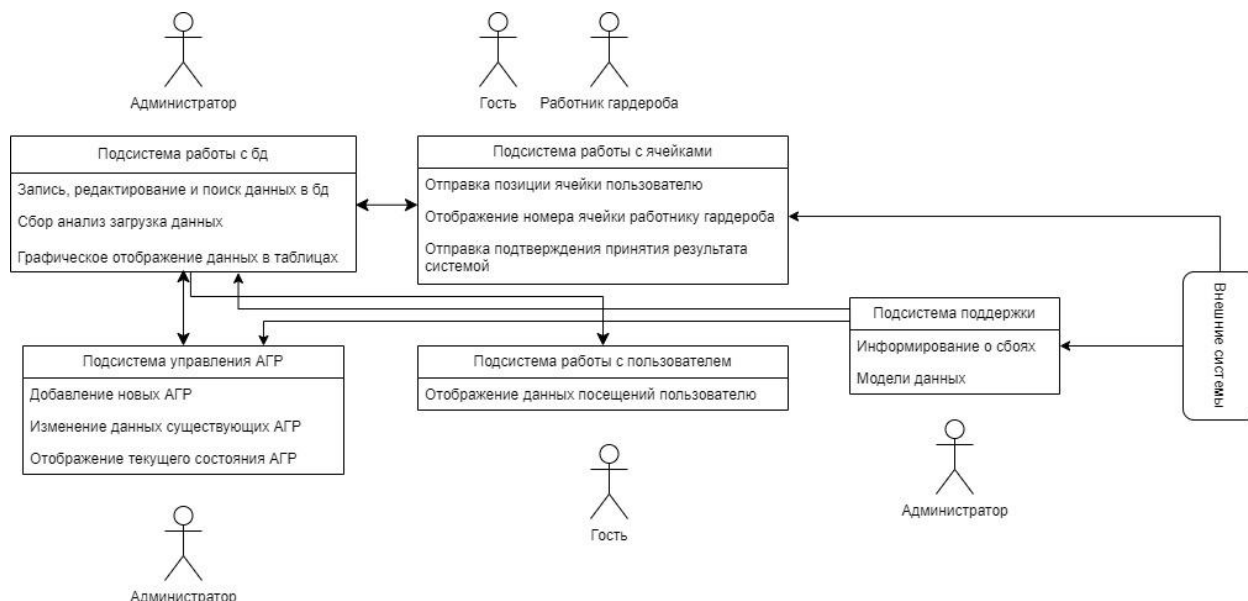 Администратор
Гость
Работник гардероба
Подсистема работы с бд
Запись, редактирование и поиск данных в бд
Сбор анализ загрузка данных
Графическое отображение данных в таблицах
Подсистема работы с ячейками
Отправка позиции ячейки пользователю
Отображение номера ячейки работнику гардероба
Отправка подтверждения принятия результата
системой
Внешние системы
Подсистема поддержки
Информирование о сбоях
Модели данных
Подсистема управления АГР
Добавление новых АГР
Изменение данных существующих АГР
Отображение текущего состояния АГР
Подсистема работы с пользователем
Отображение данных посещений пользователю
Администратор
Гость
Администратор